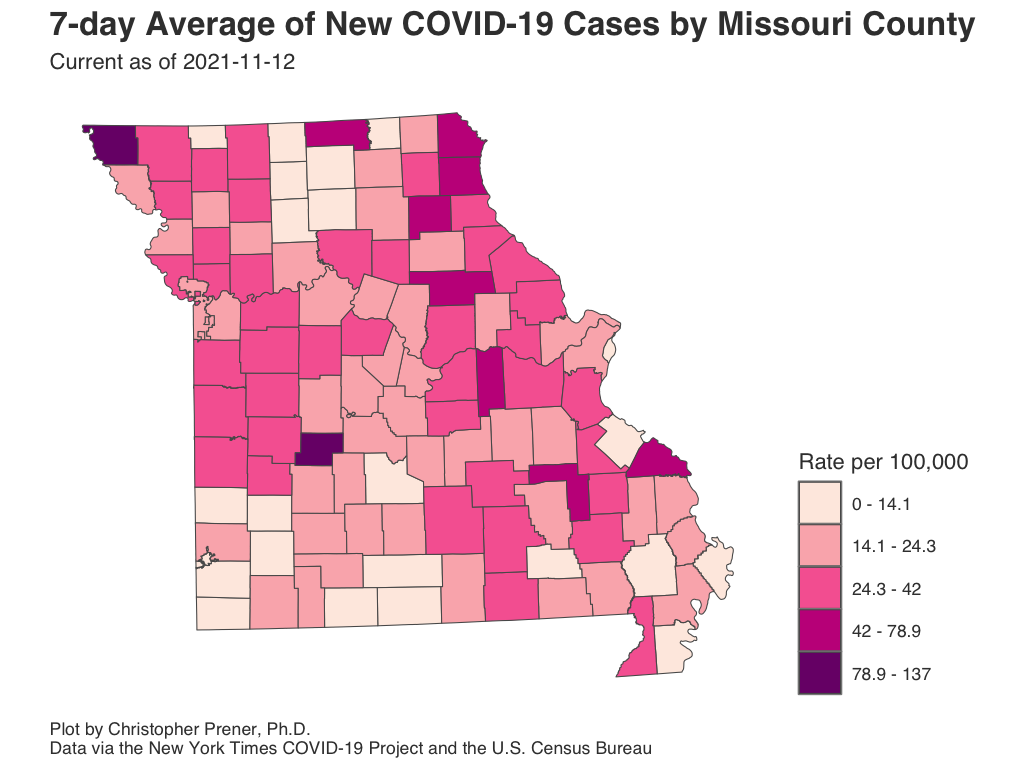 7-day Average of New COVID-19 Cases by Missouri County
Current as of 2021-11-12
Rate per 100,000
0 - 14.1
14.1 - 24.3
24.3 - 42
42 - 78.9
78.9 - 137
Plot by Christopher Prener, Ph.D.
Data via the New York Times COVID-19 Project and the U.S. Census Bureau